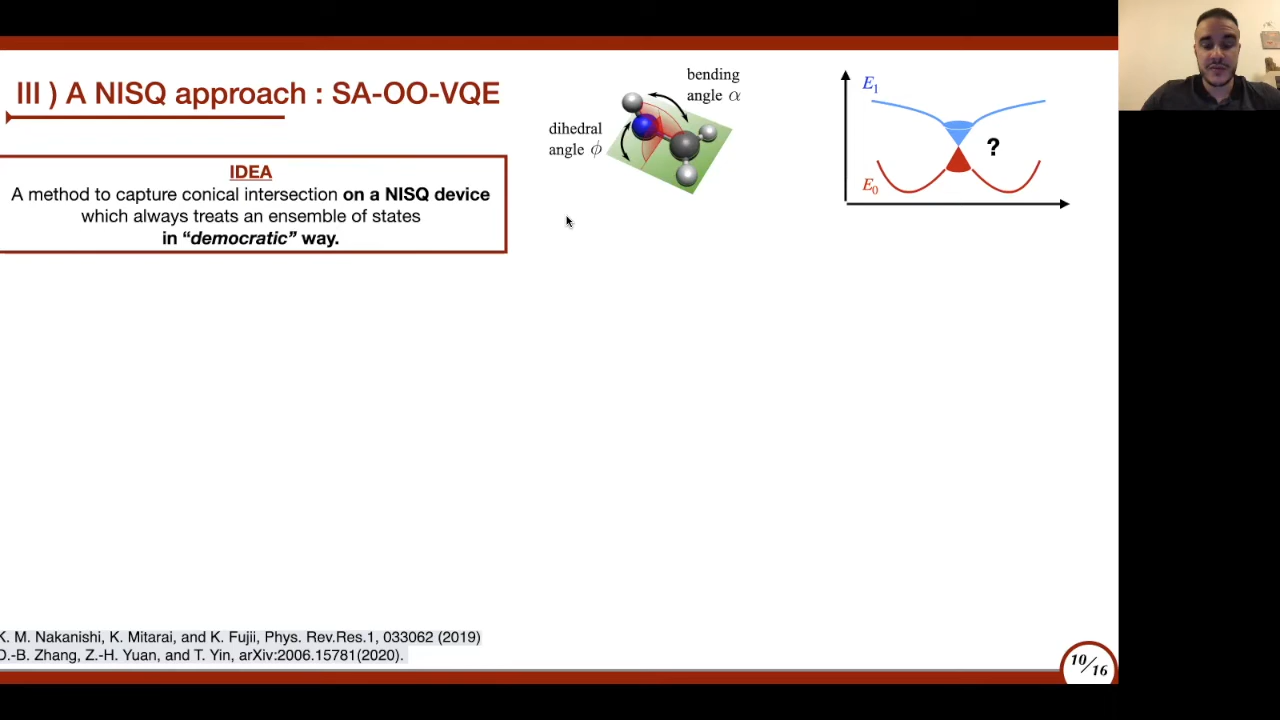 III ) A NISQ approach : SA-OO-VQE
bending
angle α
dihedral
angle ϕ
E1
?
E0
IDEA
A method to capture conical intersection on a NISQ device
which always treats an ensemble of states
in “democratic” way.
K. M. Nakanishi, K. Mitarai, and K. Fujii, Phys. Rev.Res.1, 033062 (2019)
D.-B. Zhang, Z.-H. Yuan, and T. Yin, arXiv:2006.15781(2020).
10/16